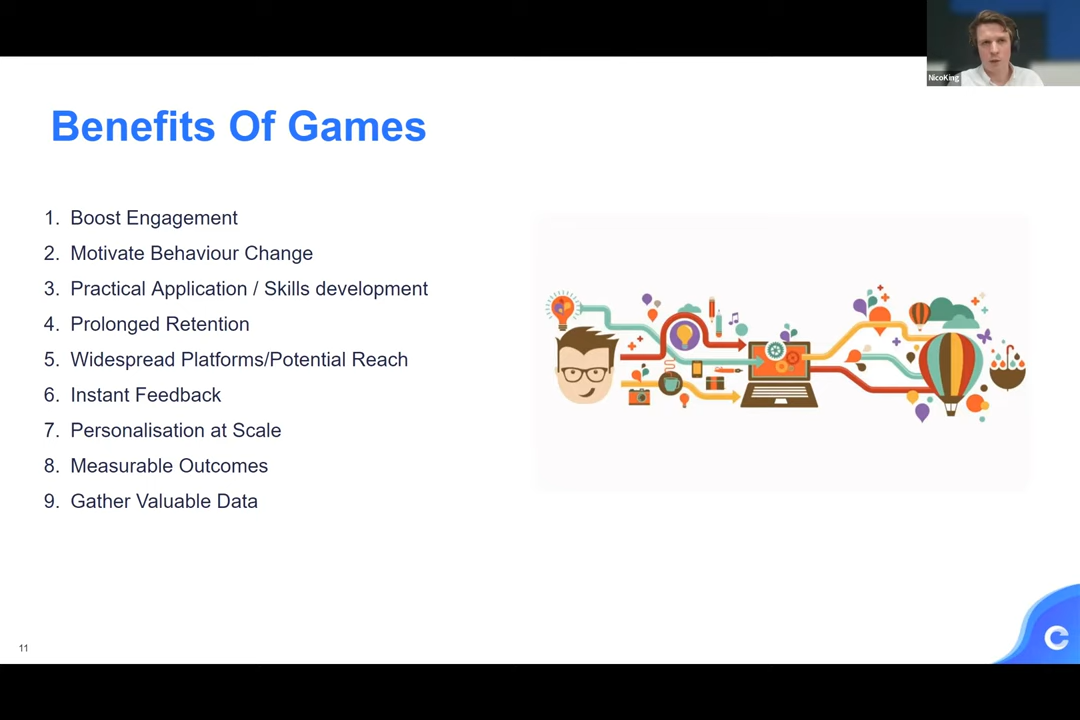 NicoKing
Benefits Of Games
1. Boost Engagement
2. Motivate Behaviour Change
3. Practical Application / Skills development
4. Prolonged Retention
5. Widespread Platforms/Potential Reach
6. Instant Feedback
7. Personalisation at Scale
8. Measurable Outcomes
9. Gather Valuable Data
11